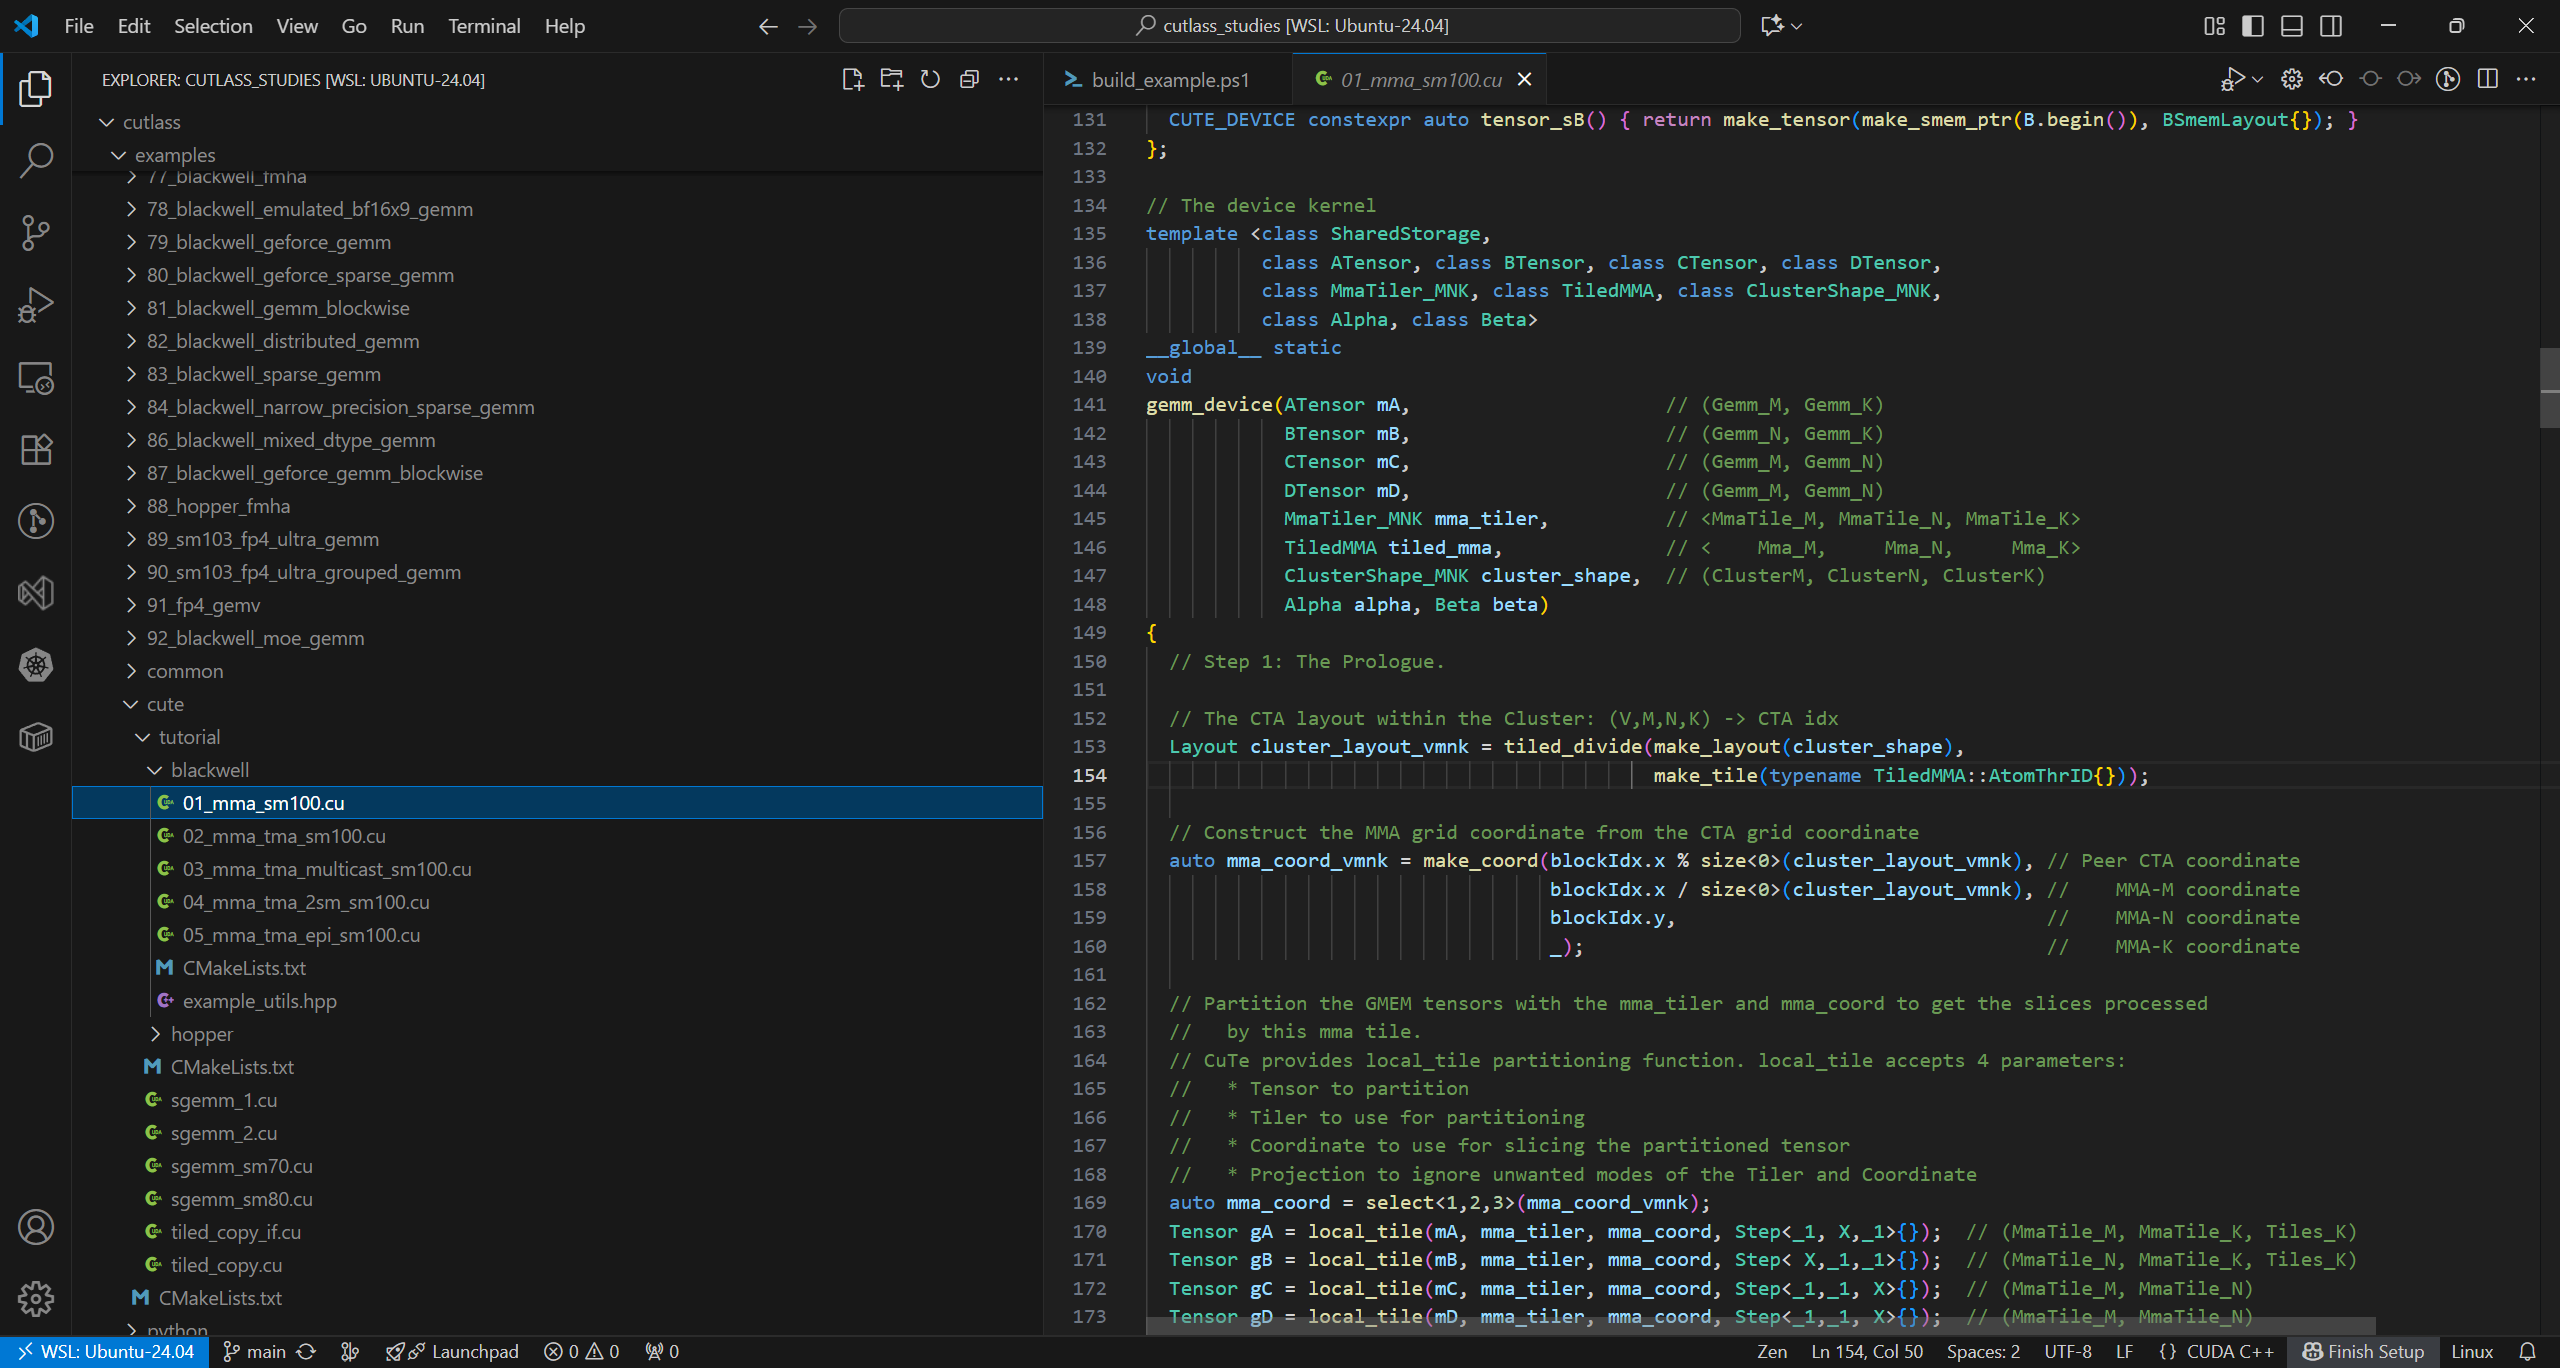 File Edit Selection View Go Run Terminal Help
cutlass_studies [WSL: Ubuntu-24.04]
EXPLORER: CUTLASS_STUDIES [WSL: UBUNTU-24.04]
cutlass
examples
77_blackwell_fmha
78_blackwell_emulated_bf16x9_gemm
79_blackwell_geforce_gemm
80_blackwell_geforce_sparse_gemm
81_blackwell_gemm_blockwise
82_blackwell_distributed_gemm
83_blackwell_sparse_gemm
84_blackwell_narrow_precision_sparse_gemm
86_blackwell_mixed_dtype_gemm
87_blackwell_geforce_gemm_blockwise
88_hopper_fmha
89_sm103_fp4_ultra_gemm
90_sm103_fp4_ultra_grouped_gemm
91_fp4_gemv
92_blackwell_moe_gemm
common
cute
tutorial
blackwell
01_mma_sm100.cu
02_mma_tma_sm100.cu
03_mma_tma_multicast_sm100.cu
04_mma_tma_2sm_sm100.cu
05_mma_tma_epi_sm100.cu
CMakeLists.txt
example_utils.hpp
hopper
CMakeLists.txt
sgemm_1.cu
sgemm_2.cu
sgemm_sm70.cu
sgemm_sm80.cu
tiled_copy_if.cu
tiled_copy.cu
CMakeLists.txt
python
build_example.ps1 01_mma_sm100.cu
131 CUTE_DEVICE constexpr auto tensor_sB() { return make_tensor(make_smem_ptr(B.begin()), BSmemLayout{}); }
132 };
133
134 // The device kernel
135 template <class SharedStorage,
136 class ATensor, class BTensor, class CTensor, class DTensor,
137 class MmaTiler_MNK, class TiledMMA, class ClusterShape_MNK,
138 class Alpha, class Beta>
139 __global__ static
140 void
141 gemm_device(ATensor mA, // (Gemm_M, Gemm_K)
142 BTensor mB, // (Gemm_N, Gemm_K)
143 CTensor mC, // (Gemm_M, Gemm_N)
144 DTensor mD, // (Gemm_M, Gemm_N)
145 MmaTiler_MNK mma_tiler, // <MmaTile_M, MmaTile_N, MmaTile_K>
146 TiledMMA tiled_mma, // < Mma_M, Mma_N, Mma_K>
147 ClusterShape_MNK cluster_shape, // (ClusterM, ClusterN, ClusterK)
148 Alpha alpha, Beta beta)
149 {
150 // Step 1: The Prologue.
151
152 // The CTA layout within the Cluster: (V,M,N,K) -> CTA idx
153 Layout cluster_layout_vmnk = tiled_divide(make_layout(cluster_shape),
154 make_tile(typename TiledMMA::AtomThrID{}));
155
156 // Construct the MMA grid coordinate from the CTA grid coordinate
157 auto mma_coord_vmnk = make_coord(blockIdx.x % size<0>(cluster_layout_vmnk), // Peer CTA coordinate
158 blockIdx.x / size<0>(cluster_layout_vmnk), // MMA-M coordinate
159 blockIdx.y, // MMA-N coordinate
160 _); // MMA-K coordinate
161
162 // Partition the GMEM tensors with the mma_tiler and mma_coord to get the slices processed
163 // by this mma tile.
164 // CuTe provides local_tile partitioning function. local_tile accepts 4 parameters:
165 // * Tensor to partition
166 // * Tiler to use for partitioning
167 // * Coordinate to use for slicing the partitioned tensor
168 // * Projection to ignore unwanted modes of the Tiler and Coordinate
169 auto mma_coord = select<1,2,3>(mma_coord_vmnk);
170 Tensor gA = local_tile(mA, mma_tiler, mma_coord, Step<_1, X,_1>{}); // (MmaTile_M, MmaTile_K, Tiles_K)
171 Tensor gB = local_tile(mB, mma_tiler, mma_coord, Step< X,_1,_1>{}); // (MmaTile_N, MmaTile_K, Tiles_K)
172 Tensor gC = local_tile(mC, mma_tiler, mma_coord, Step<_1,_1, X>{}); // (MmaTile_M, MmaTile_N)
173 Tensor gD = local_tile(mD, mma_tiler, mma_coord, Step<_1,_1, X>{}); // (MmaTile_M, MmaTile_N)
WSL: Ubuntu-24.04 main Launchpad 0 0 0 Zen Ln 154, Col 50 Spaces: 2 UTF-8 LF {} CUDA C++ Finish Setup Linux